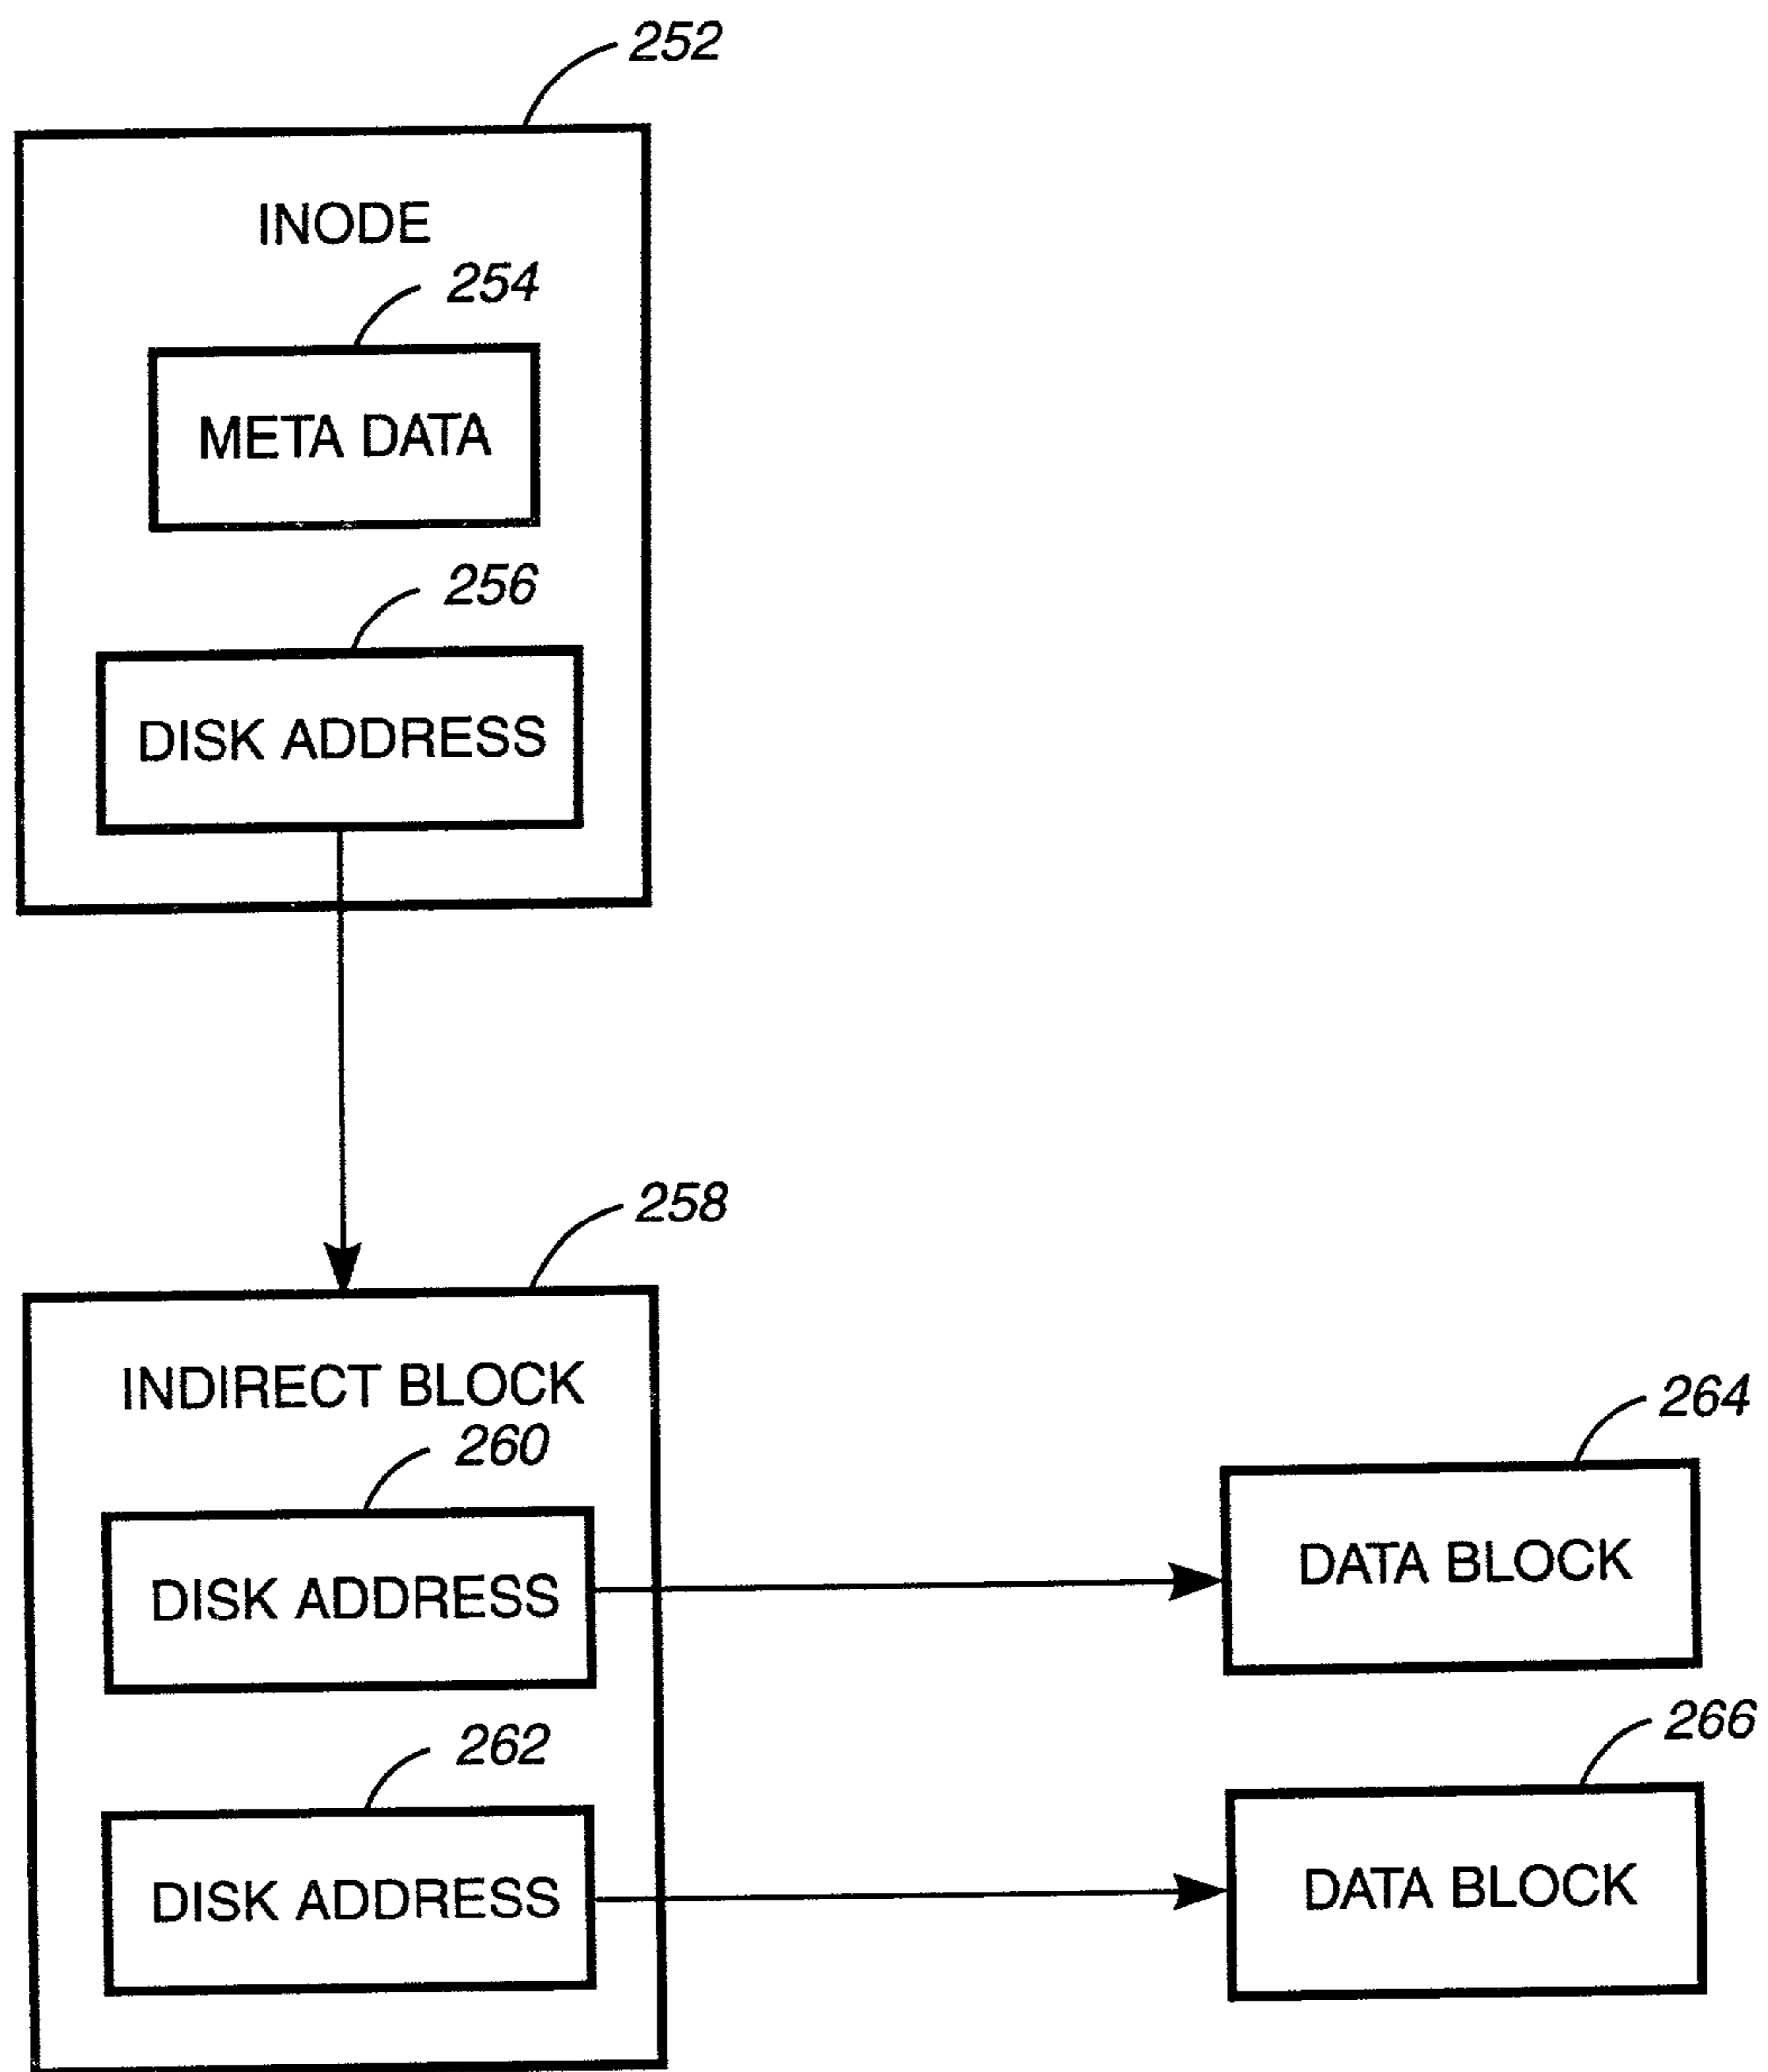 252
INODE
254
META DATA
256
DISK ADDRESS
258
INDIRECT BLOCK
260
DISK ADDRESS
264
DATA BLOCK
262
DISK ADDRESS
266
DATA BLOCK